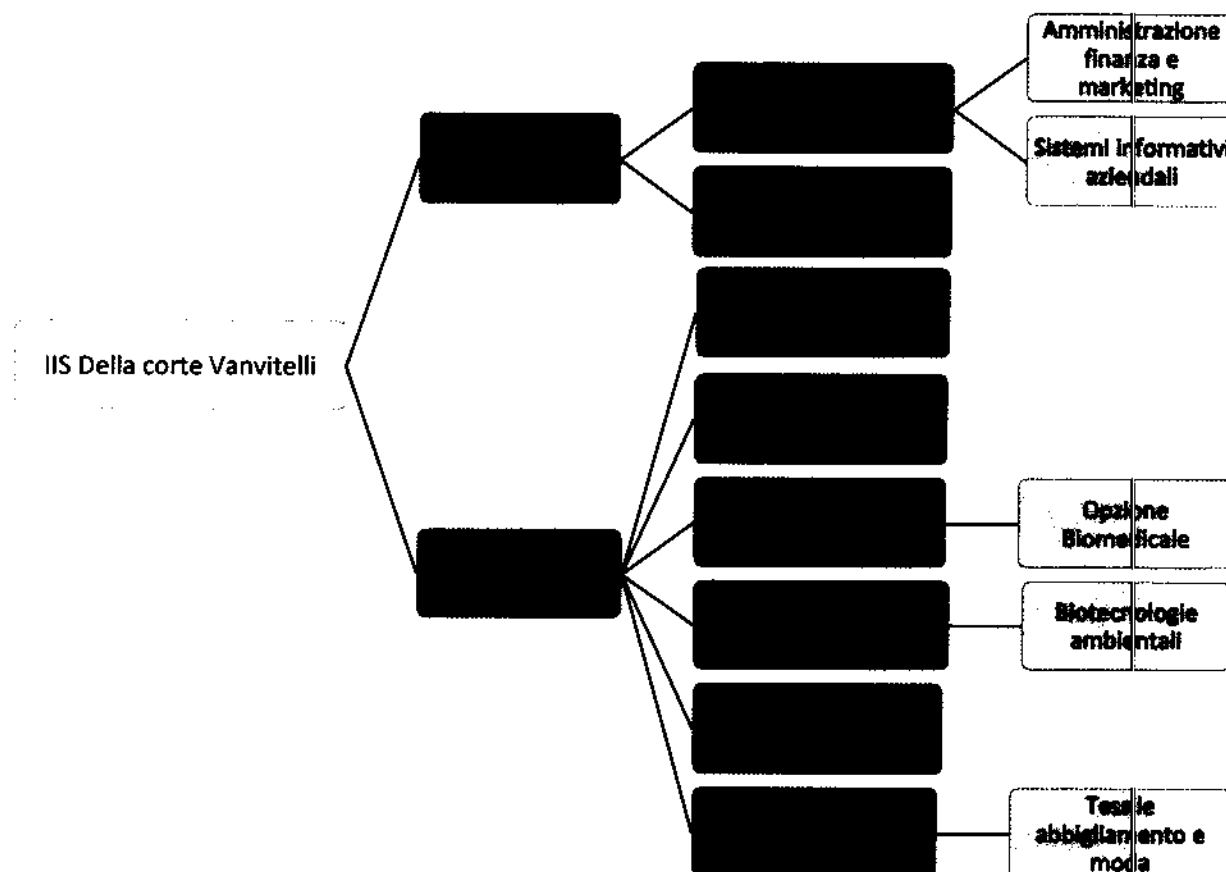 Amministrazione
finanza e
marketing
Sistemi informativi
aziendali
IIS Della corte Vanvitelli
Opzione
Biomedicale
Biotecnologie
ambientali
Tessile
abbigliamento e
moda